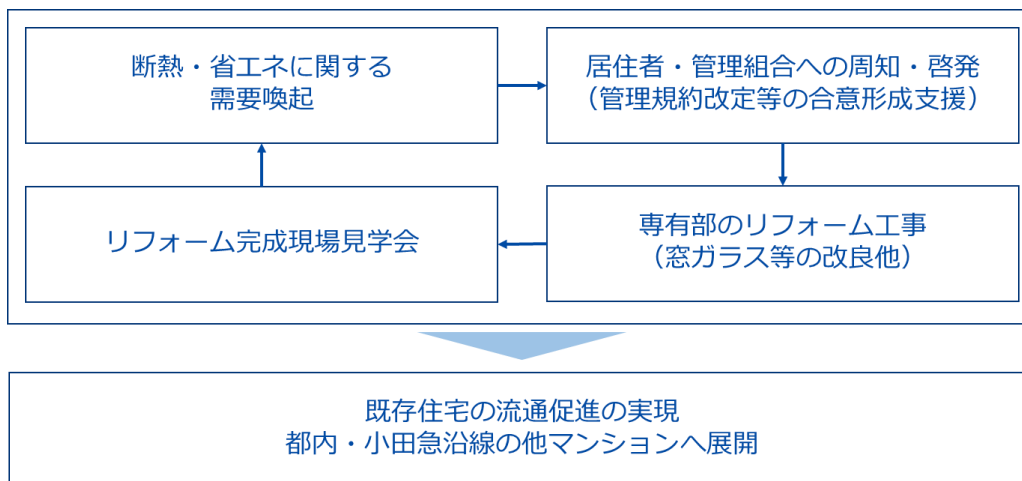 断熱・省エネに関する
需要喚起
居住者・管理組合への周知・啓発
（管理規約改定等の合意形成支援）
専有部のリフォーム工事
（窓ガラス等の改良他）
リフォーム完成現場見学会
既存住宅の流通促進の実現
都内・小田急沿線の他マンションへ展開